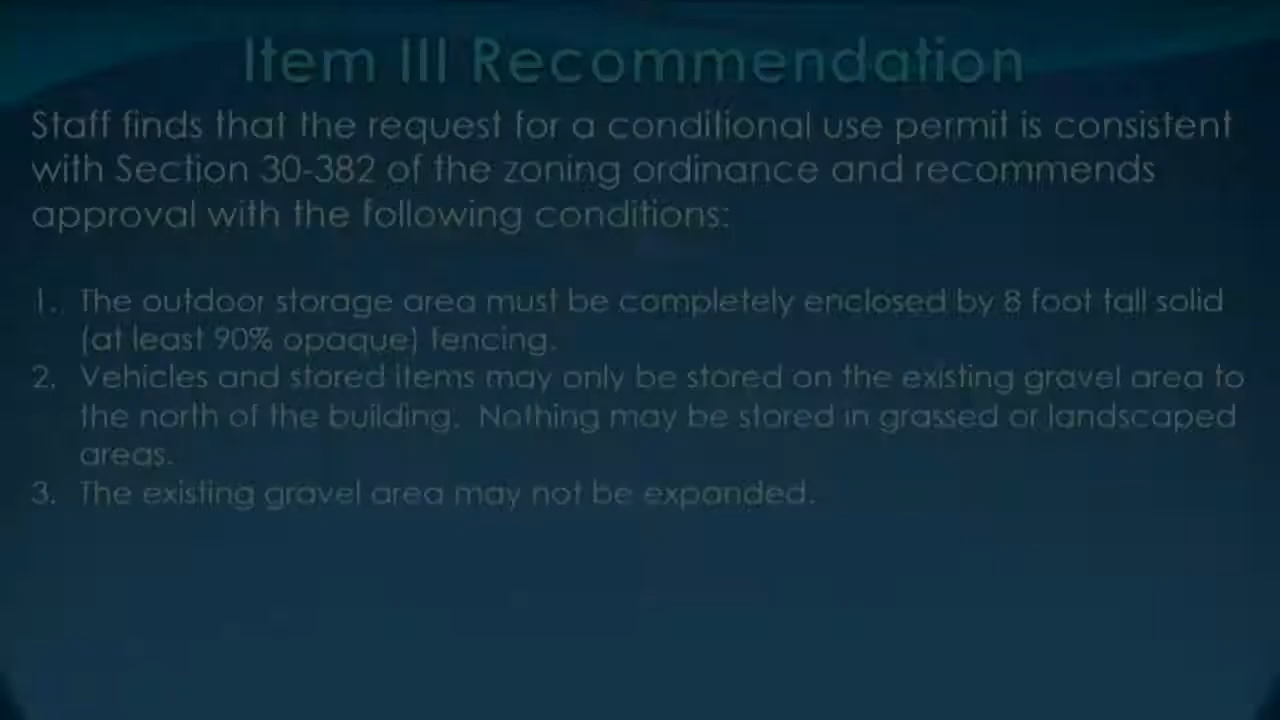 Item III Recommendation
Staff finds that the request for a conditional use permit is consistent
with Section 30-382 of the zoning ordinance and recommends
approval with the following conditions:
1. The outdoor storage area must be completely enclosed by 8 foot tall solid
(at least 90% opaque) fencing.
2. Vehicles and stored items may only be stored on the existing gravel area to
the north of the building. Nothing may be stored in grassed or landscaped
areas.
3. The existing gravel area may not be expanded.